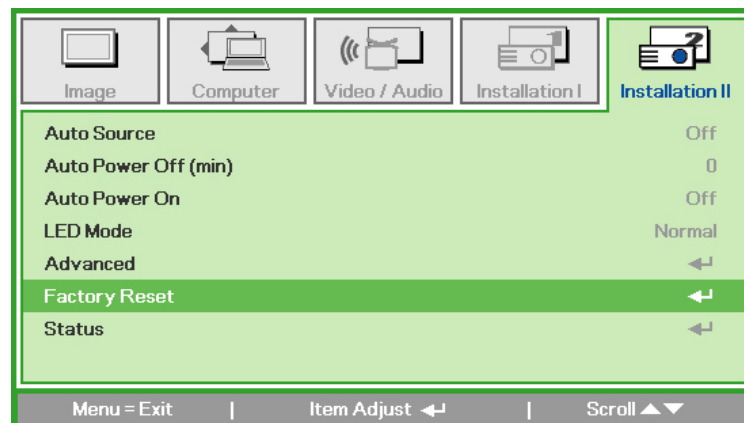 Image Computer Video / Audio Installation I Installation II
Auto Source Off
Auto Power Off (min) 0
Auto Power On Off
LED Mode Normal
Advanced
Factory Reset
Status
Menu = Exit | Item Adjust | Scroll